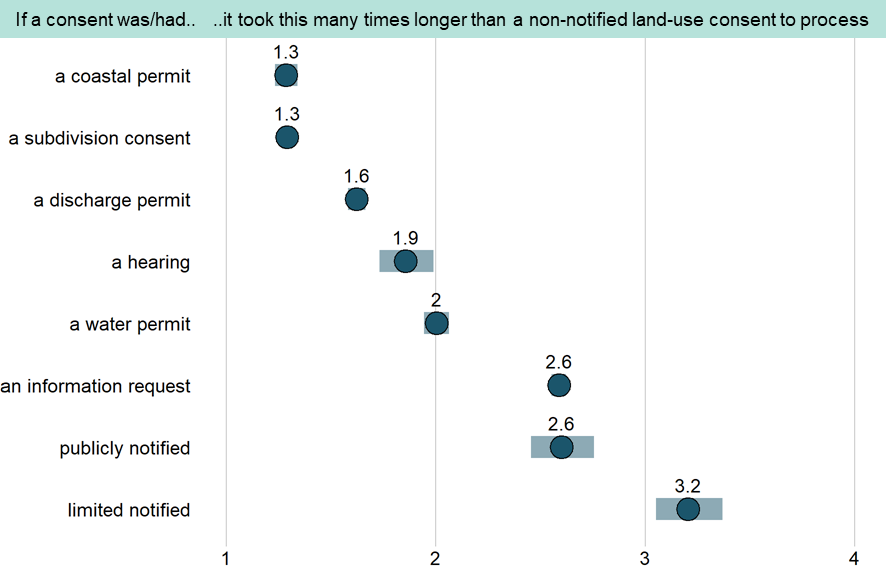 If a consent was/had.. ..it took this many times longer than a non-notified land-use consent to process
1.3
a coastal permit
1.3
a subdivision consent
1.6
a discharge permit
1.9
a hearing
2
a water permit
2.6
an information request
2.6
publicly notified
3.2
limited notified
1 2 3 4